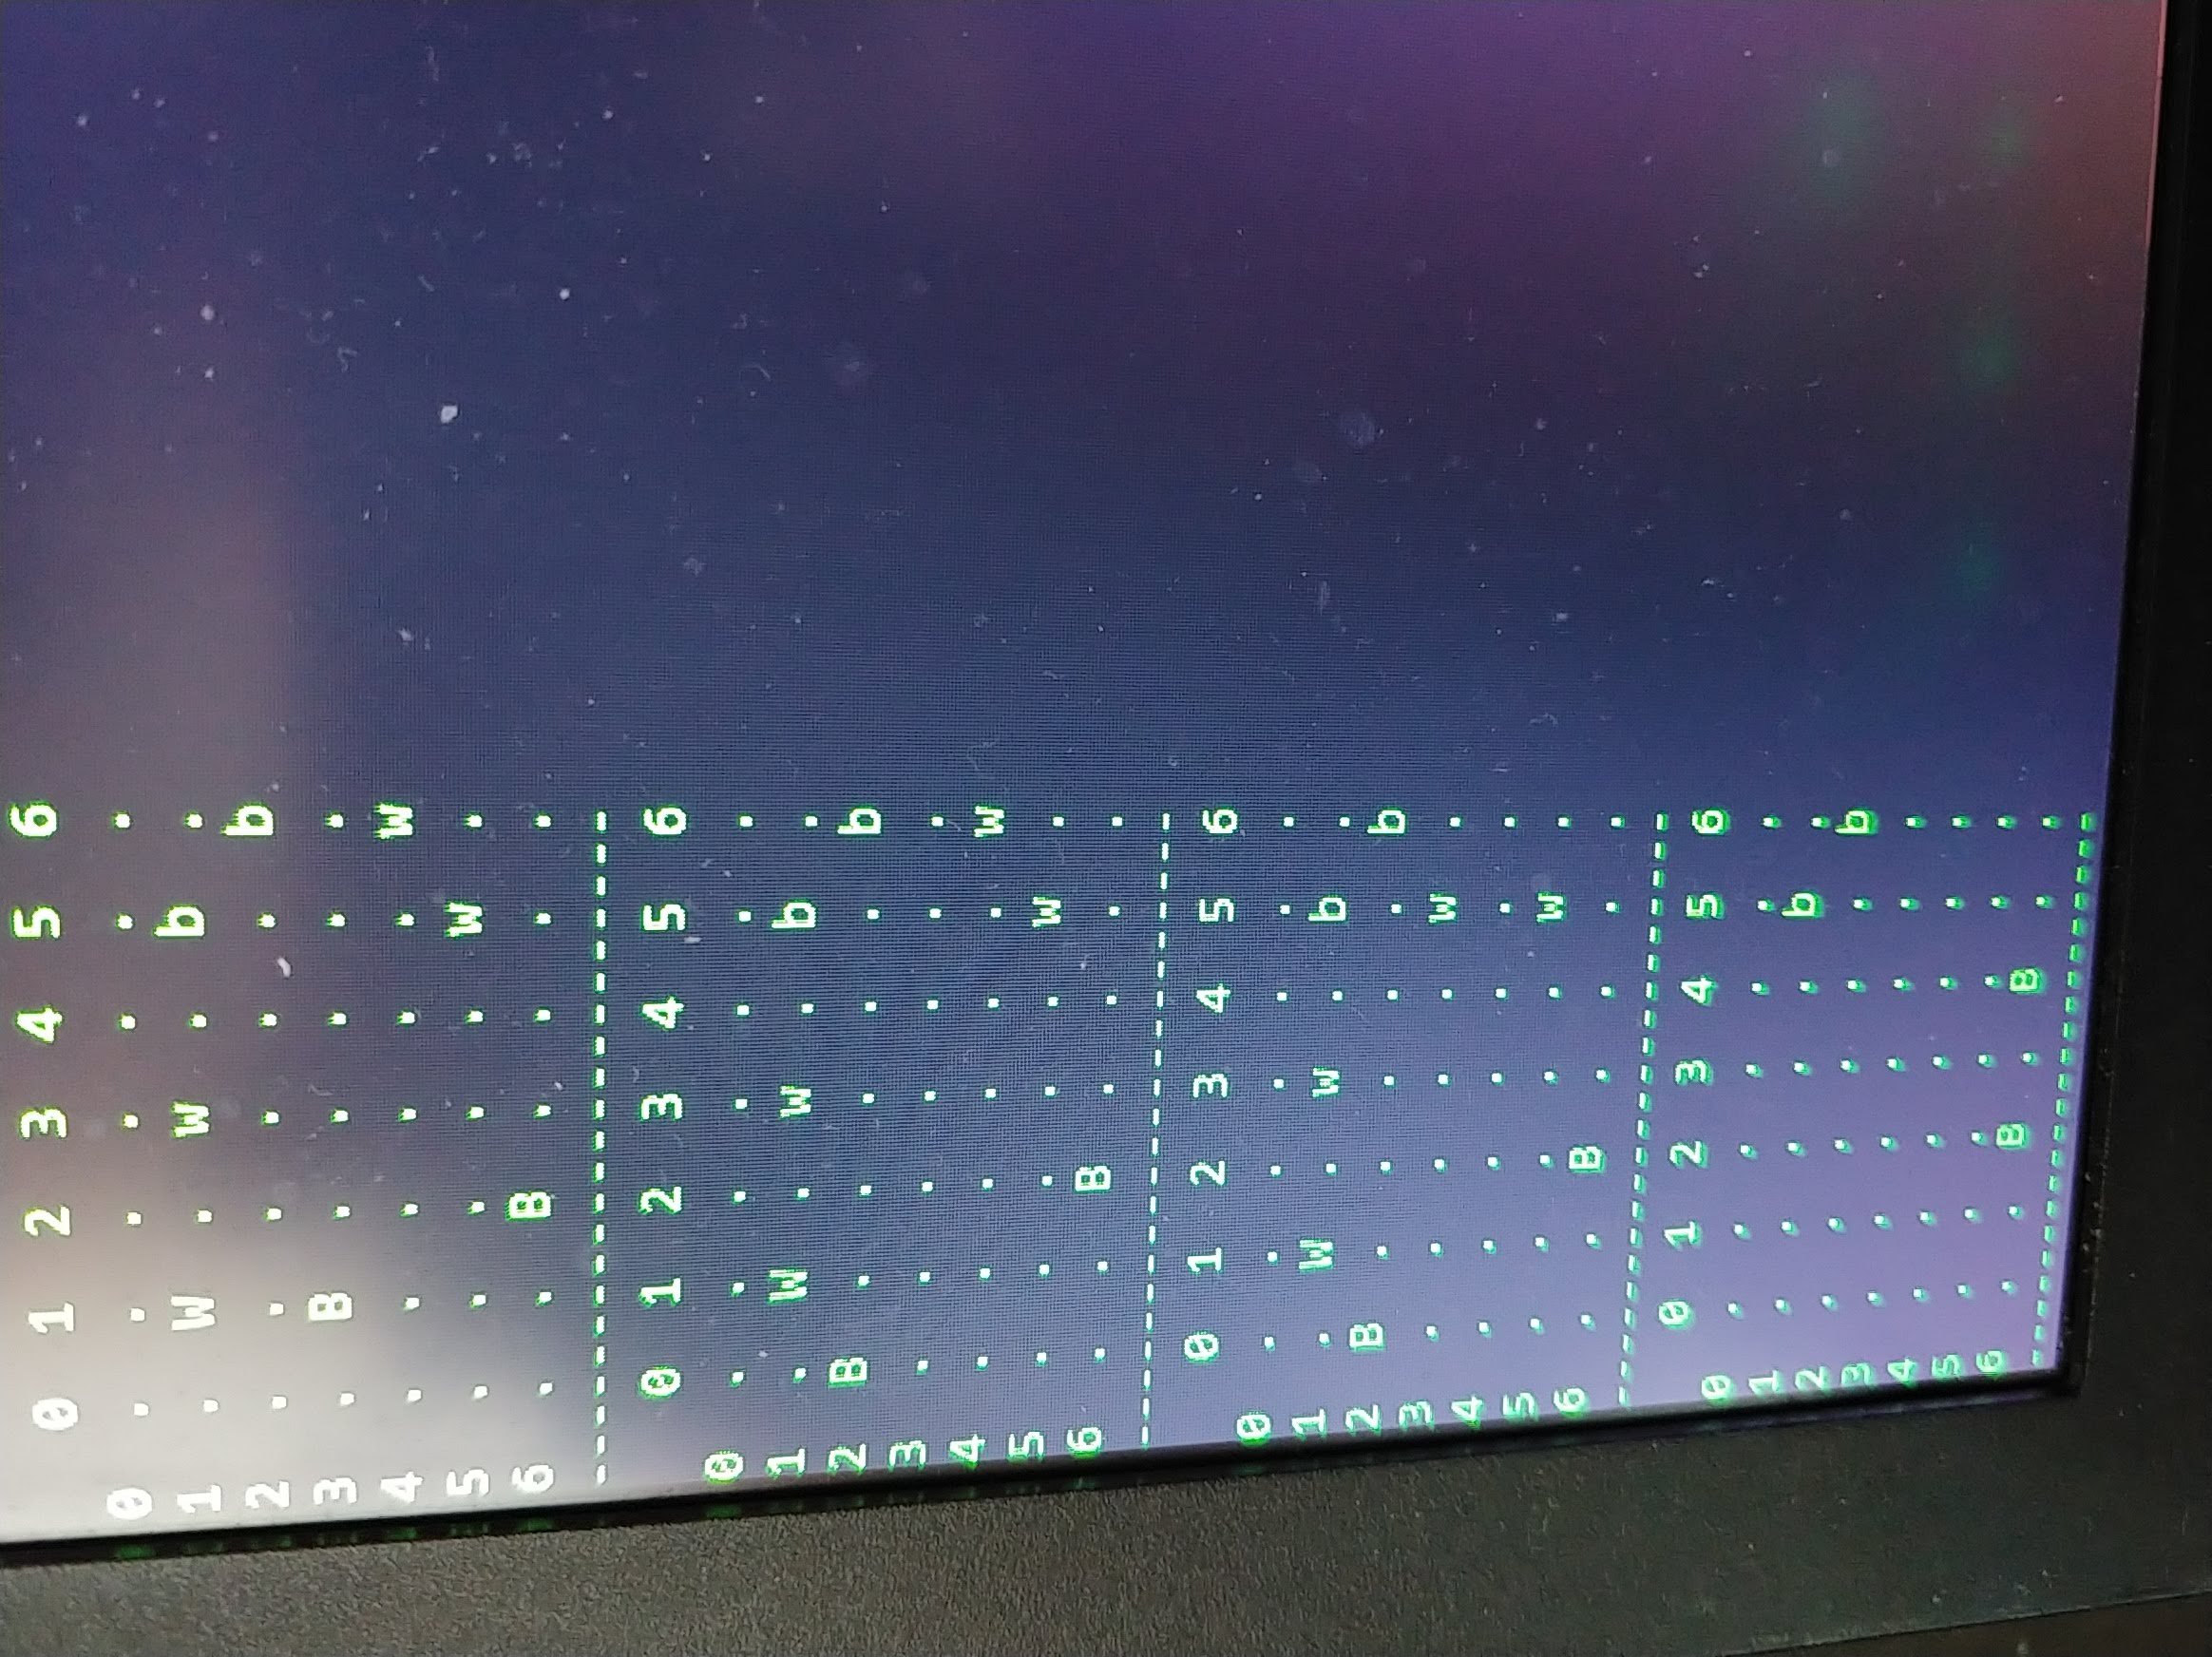 0 1 2 3 4 5 6
0 . . . . . . .
1 . W . w . b .
2 . . . . . . b
3 . B . . . . .
4 . . . . . . w
5 . . . . . w .
6 . . B . . . .
---------------------
0 1 2 3 4 5 6
0 . . . . . . .
1 . W . w . b .
2 B . . . . . b
3 . . . . . . .
4 . . . . . . w
5 . . . . . w .
6 . . B . . . .
---------------------
0 1 2 3 4 5 6
0 . . . . . . .
1 . W . w . b .
2 B . . . . . b
3 . . . . . w .
4 . . . . . . .
5 . . . . . w .
6 . . B . . . .
---------------------
0 1 2 3 4 5 6
0 . . . . . . .
1 . . . . . b .
2 . . . . . . b
3 . . . . . . .
4 . . . . . . .
5 . . . . . . .
6 . . B . B . .
---------------------